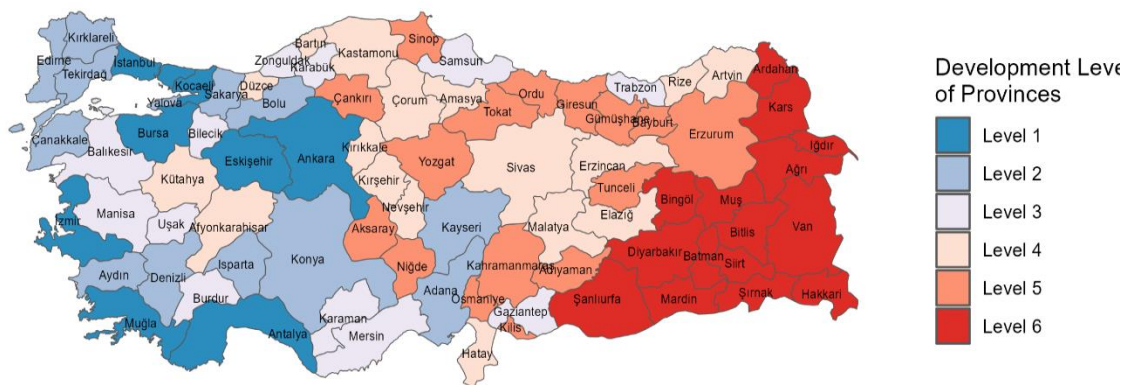 Kırklareli
Edirne
Tekirdağ
İstanbul
Kocaeli
Yalova
Sakarya
Düzce
Zonguldak
Bartın
Karabük
Kastamonu
Sinop
Samsun
Bolu
Çankırı
Çorum
Amasya
Tokat
Ordu
Giresun
Trabzon
Rize
Artvin
Ardahan
Kars
Gümüşhane
Bayburt
Erzurum
Iğdır
Ağrı
Çanakkale
Balıkesir
Bursa
Bilecik
Eskişehir
Ankara
Kırıkkale
Yozgat
Sivas
Erzincan
Tunceli
Bingöl
Muş
Kütahya
Kırşehir
Nevşehir
Kayseri
Malatya
Elazığ
Bitlis
Van
İzmir
Manisa
Uşak
Afyonkarahisar
Aksaray
Konya
Niğde
Kahramanmaraş
Adıyaman
Diyarbakır
Batman
Siirt
Aydın
Denizli
Isparta
Burdur
Adana
Osmaniye
Gaziantep
Şanlıurfa
Mardin
Şırnak
Hakkari
Muğla
Antalya
Karaman
Mersin
Kilis
Hatay
Development Leve
of Provinces
Level 1
Level 2
Level 3
Level 4
Level 5
Level 6